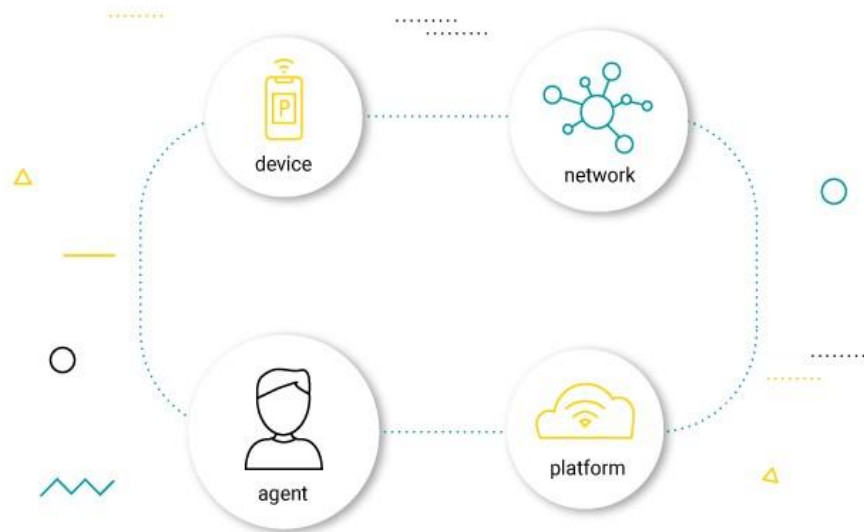 P
device
network
agent
platform